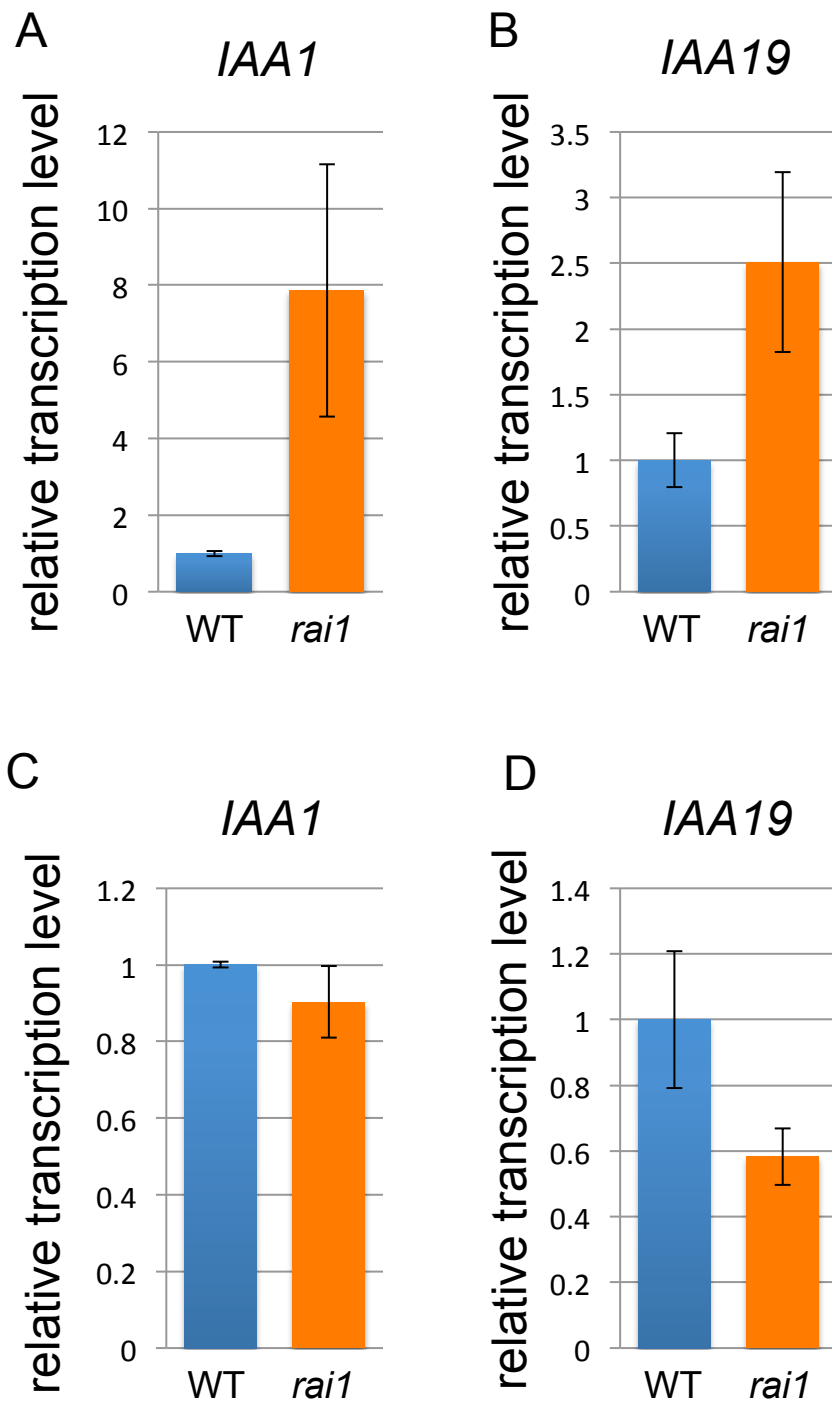 A
IAA1
relative transcription level
12
10
8
6
4
2
0
WT rai1
B
IAA19
relative transcription level
3.5
3
2.5
2
1.5
1
0.5
0
WT rai1
C
IAA1
relative transcription level
1.2
1
0.8
0.6
0.4
0.2
0
WT rai1
D
IAA19
relative transcription level
1.4
1.2
1
0.8
0.6
0.4
0.2
0
WT rai1